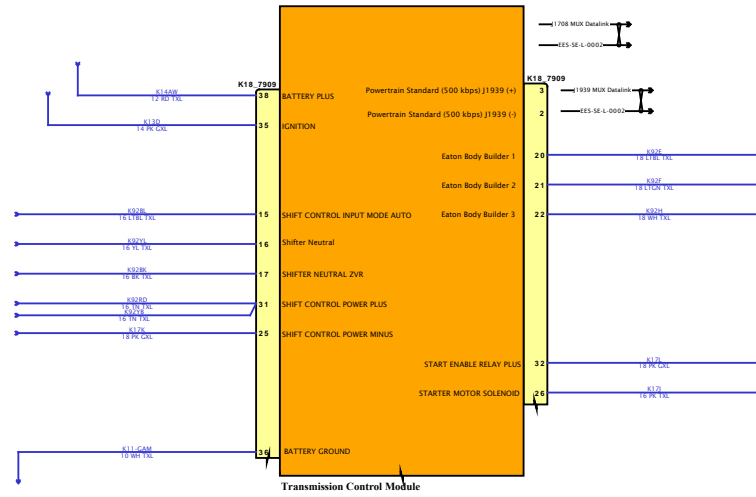 J1708 MUX Datalink
EES-SE-L-0002
K18_7909
K18_7909
K14AW
12 RD TXL
38 BATTERY PLUS
Powertrain Standard (500 kbps) J1939 (+) 3
J1939 MUX Datalink
EES-SE-L-0002
Powertrain Standard (500 kbps) J1939 (-) 2
K13D
14 PK GXL
35 IGNITION
Eaton Body Builder 1 20
K92E
18 LTBL TXL
Eaton Body Builder 2 21
K92F
18 LTGN TXL
K92BL
16 LTBL TXL
15 SHIFT CONTROL INPUT MODE AUTO
Eaton Body Builder 3 22
K92H
18 WH TXL
K92YL
16 YL TXL
16 Shifter Neutral
K92BK
16 BK TXL
17 SHIFTER NEUTRAL ZVR
K92RD
16 TN TXL
31 SHIFT CONTROL POWER PLUS
K92YB
16 TN TXL
K17K
18 PK GXL
25 SHIFT CONTROL POWER MINUS
START ENABLE RELAY PLUS 32
K17L
18 PK GXL
STARTER MOTOR SOLENOID 26
K17J
16 PK TXL
K11-GAM
10 WH TXL
36 BATTERY GROUND
Transmission Control Module